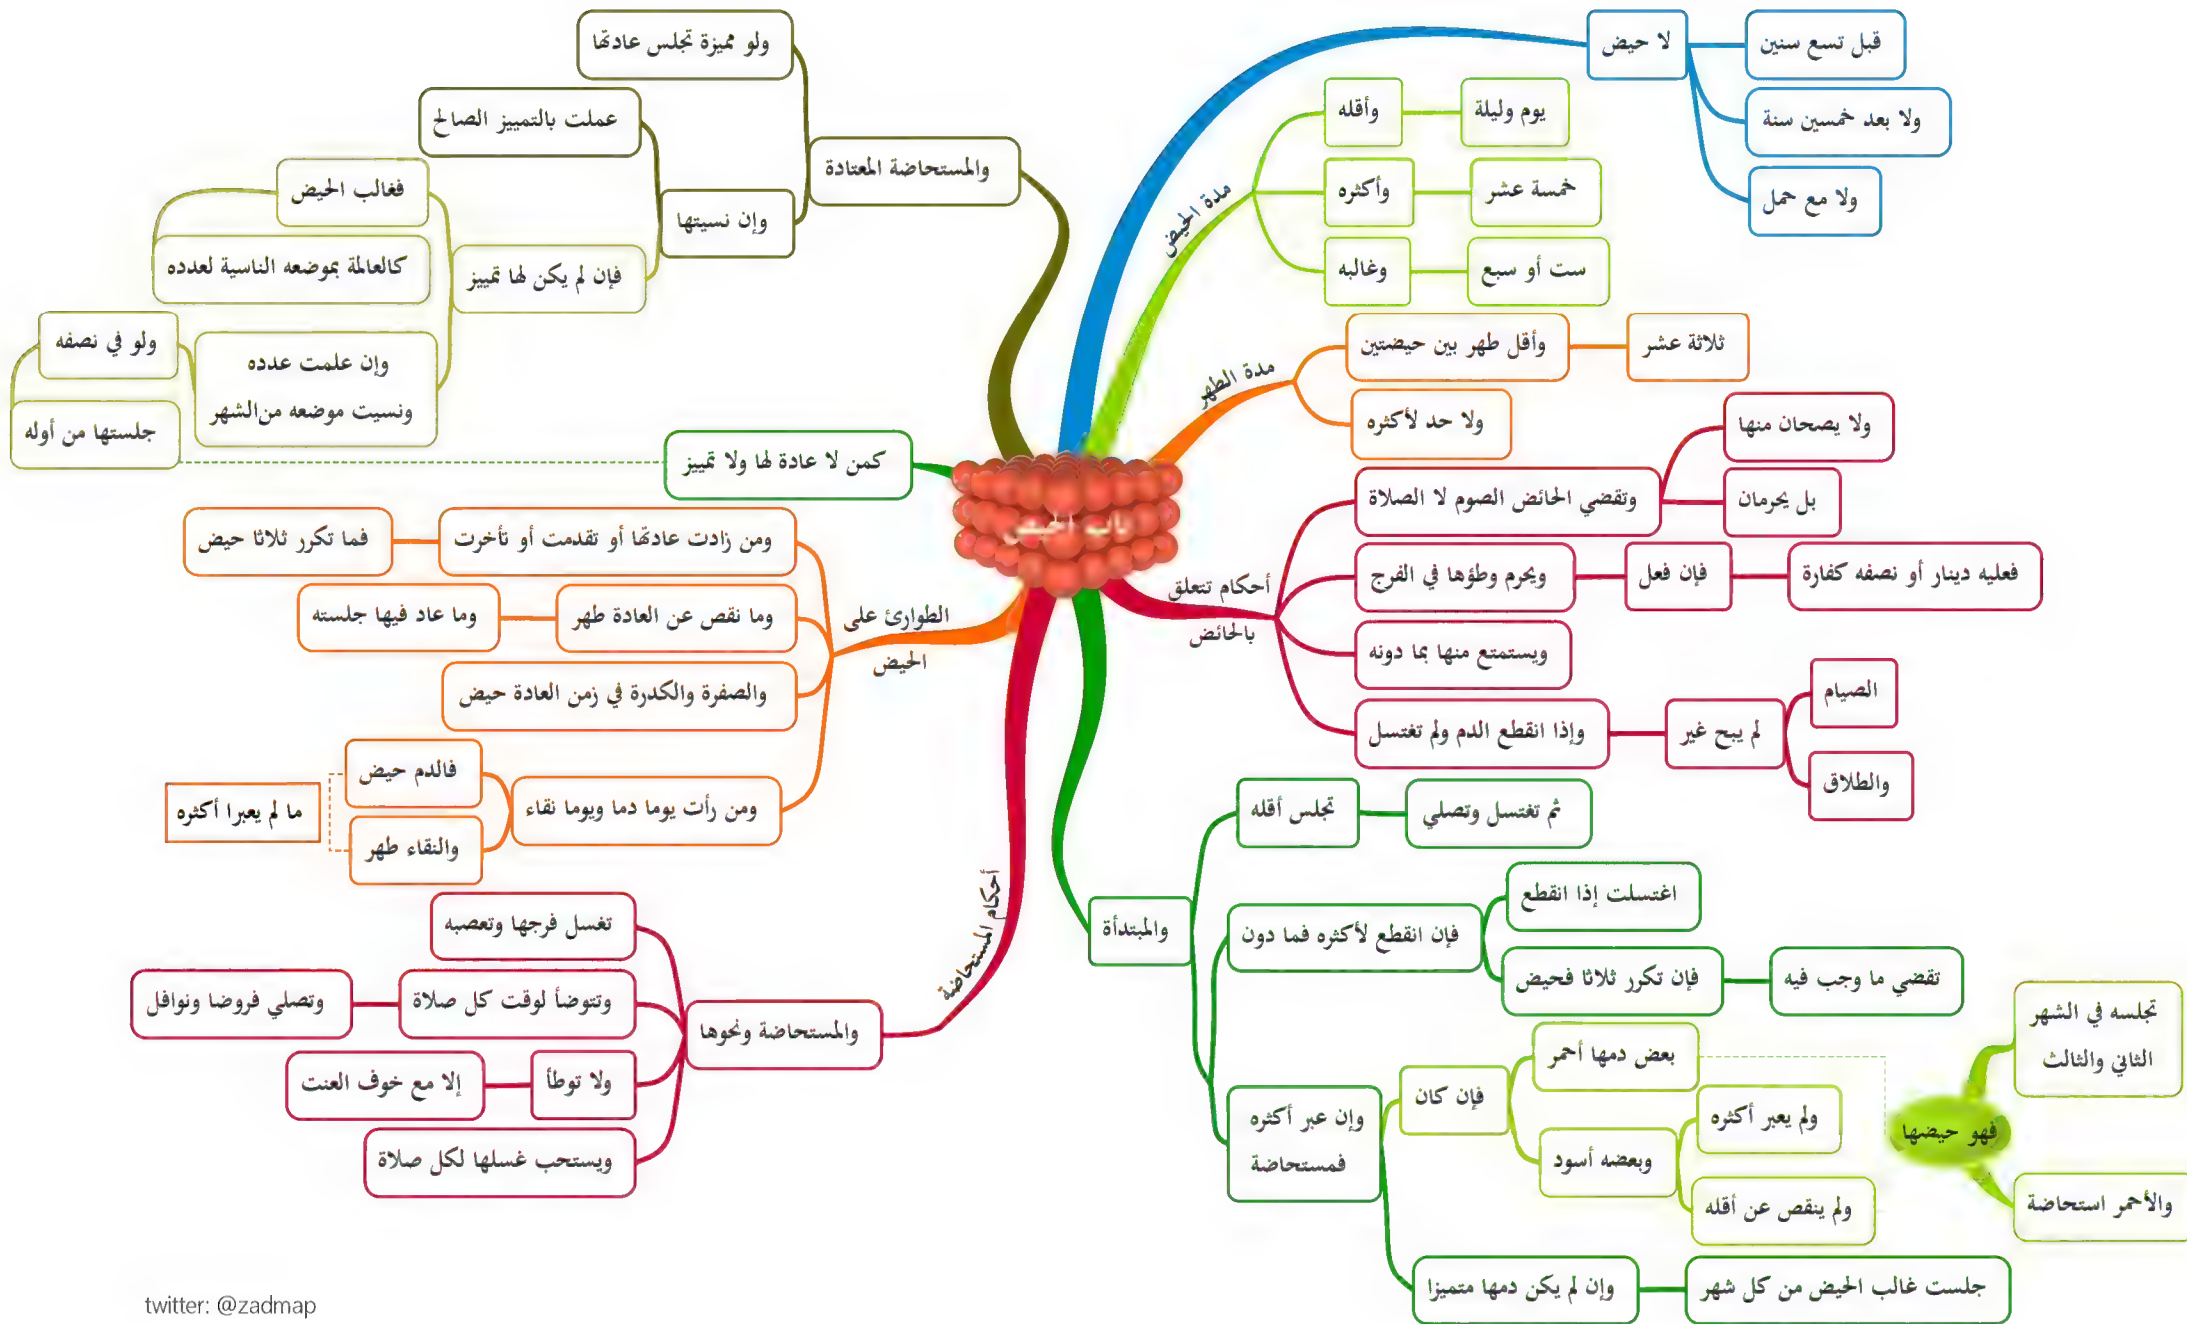 باب الحيض
لا حيض
قبل تسع سنين
ولا بعد خمسين سنة
ولا مع حمل
مدة الحيض
وأقله
يوم وليلة
وأكثره
خمسة عشر
وغالبه
ست أو سبع
مدة الطهر
وأقل طهر بين حيضتين
ثلاثة عشر
ولا حد لأكثره
أحكام تتعلق
بالحائض
وتقضي الحائض الصوم لا الصلاة
ولا يصحان منها
بل يحرمان
ويحرم وطؤها في الفرج
فإن فعل
فعليه دينار أو نصفه كفارة
ويستمتع منها بما دونه
وإذا انقطع الدم ولم تغتسل
لم يبح غير
الصيام
والطلاق
والمبتدأة
تجلس أقله
ثم تغتسل وتصلي
فإن انقطع لأكثره فما دون
اغتسلت إذا انقطع
فإن تكرر ثلاثا فحيض
تقضي ما وجب فيه
وإن عبر أكثره
فمستحاضة
فإن كان
بعض دمها أحمر
وبعضه أسود
ولم يعبر أكثره
ولم ينقص عن أقله
فهو حيضها
تجلسه في الشهر
الثاني والثالث
والأحمر استحاضة
وإن لم يكن دمها متميزا
جلست غالب الحيض من كل شهر
والمستحاضة المعتادة
ولو مميزة تجلس عادتها
وإن نسيتها
عملت بالتمييز الصالح
فإن لم يكن لها تمييز
فغالب الحيض
كالعالمة بموضعه الناسية لعدده
وإن علمت عدده
ونسيت موضعه من الشهر
ولو في نصفه
جلستها من أوله
كمن لا عادة لها ولا تمييز
الطوارئ على
الحيض
ومن زادت عادتها أو تقدمت أو تأخرت
فما تكرر ثلاثا حيض
وما نقص عن العادة طهر
وما عاد فيها جلسته
والصفرة والكدرة في زمن العادة حيض
ومن رأت يوما دما ويوما نقاء
فالدم حيض
والنقاء طهر
ما لم يعبرا أكثره
أحكام المستحاضة
والمستحاضة ونحوها
تغسل فرجها وتعصبه
وتتوضأ لوقت كل صلاة
وتصلي فروضا ونوافل
ولا توطأ
إلا مع خوف العنت
ويستحب غسلها لكل صلاة
twitter: @zadmap